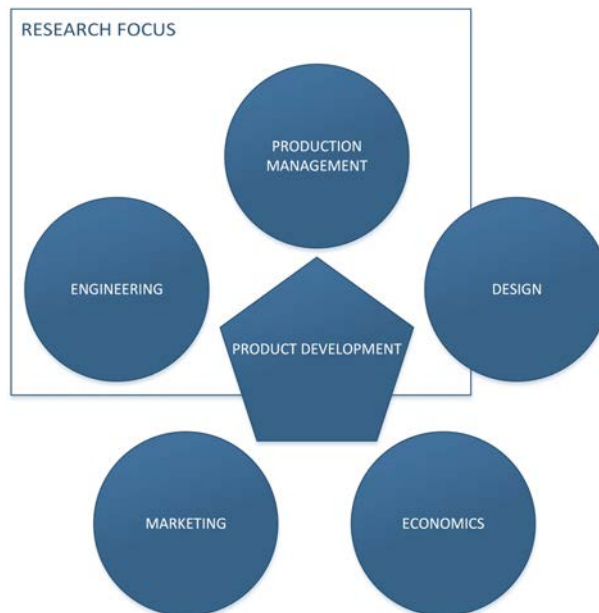 RESEARCH FOCUS
PRODUCTION
MANAGEMENT
ENGINEERING
DESIGN
PRODUCT DEVELOPMENT
MARKETING
ECONOMICS